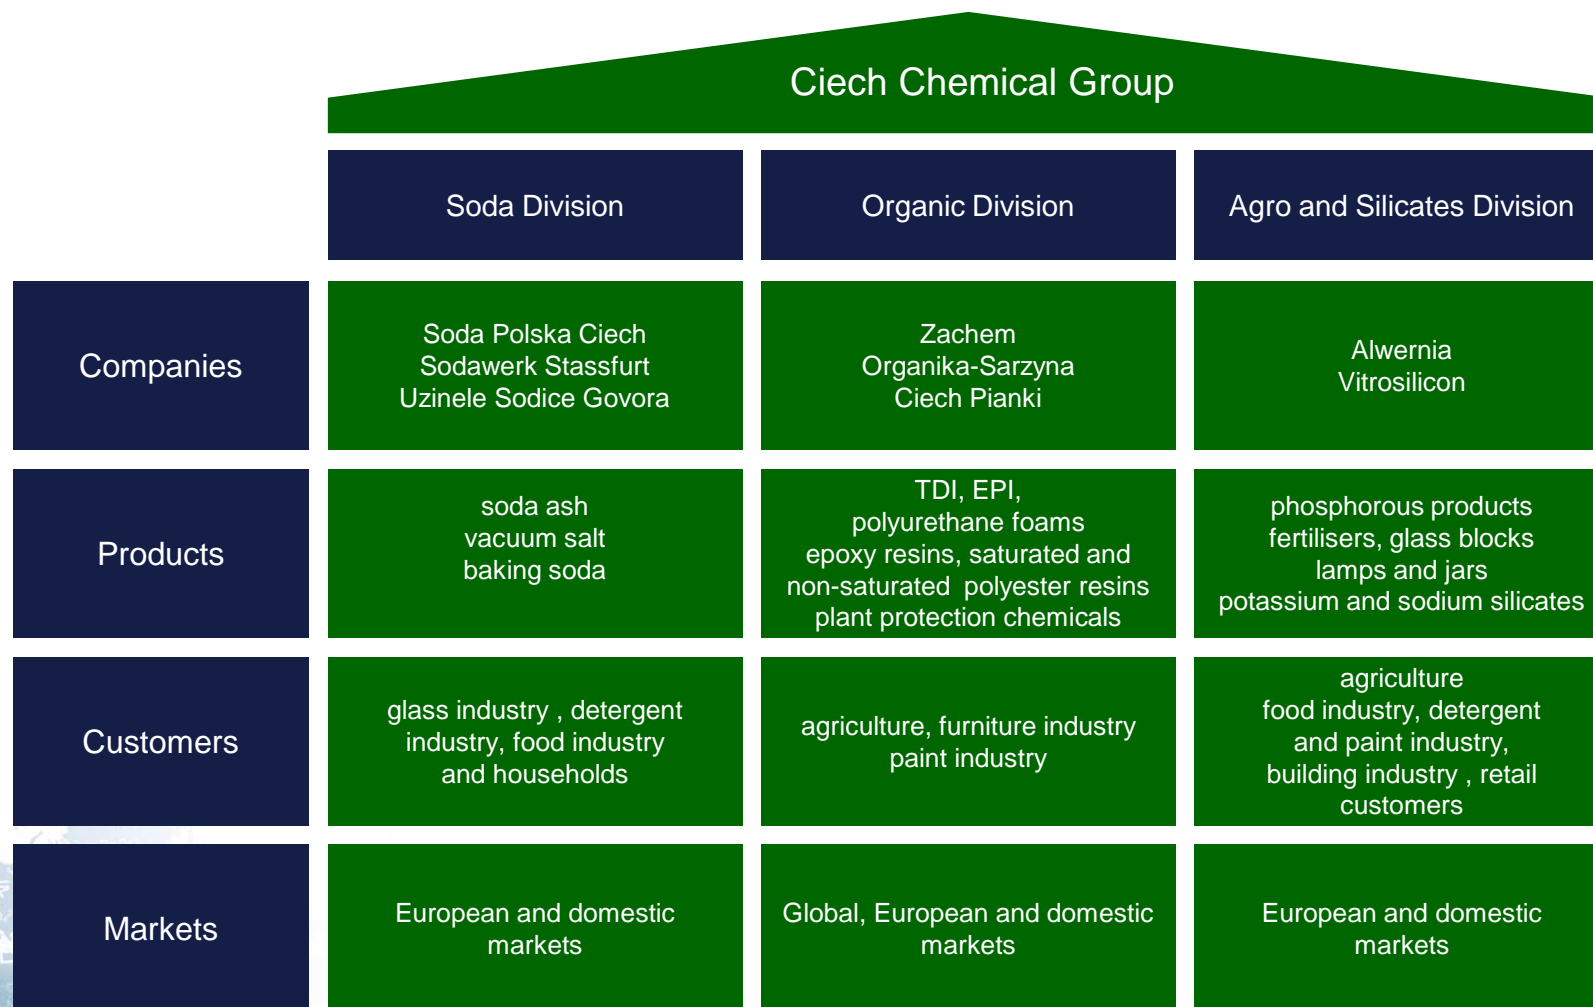 Ciech Chemical Group
Soda Division
Organic Division
Agro and Silicates Division
Companies
Soda Polska Ciech
Sodawerk Stassfurt
Uzinele Sodice Govora
Zachem
Organika-Sarzyna
Ciech Pianki
Alwernia
Vitrosilicon
Products
soda ash
vacuum salt
baking soda
TDI, EPI,
polyurethane foams
epoxy resins, saturated and
non-saturated polyester resins
plant protection chemicals
phosphorous products
fertilisers, glass blocks
lamps and jars
potassium and sodium silicates
Customers
glass industry , detergent
industry, food industry
and households
agriculture, furniture industry
paint industry
agriculture
food industry, detergent
and paint industry,
building industry , retail
customers
Markets
European and domestic
markets
Global, European and domestic
markets
European and domestic
markets